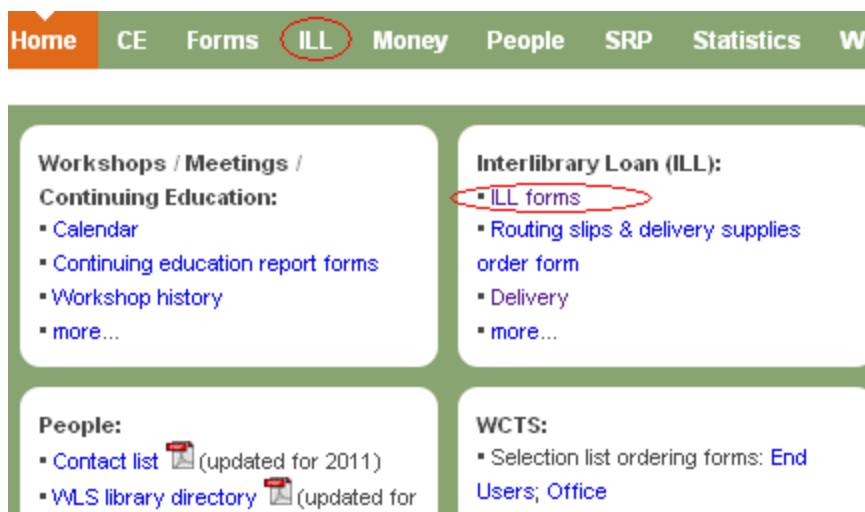 Home CE Forms ILL Money People SRP Statistics
Workshops / Meetings /
Continuing Education:
▪ Calendar
▪ Continuing education report forms
▪ Workshop history
▪ more...
Interlibrary Loan (ILL):
▪ ILL forms
▪ Routing slips & delivery supplies
order form
▪ Delivery
▪ more...
People:
▪ Contact list (updated for 2011)
▪ WLS library directory (updated for
WCTS:
▪ Selection list ordering forms: End
Users; Office